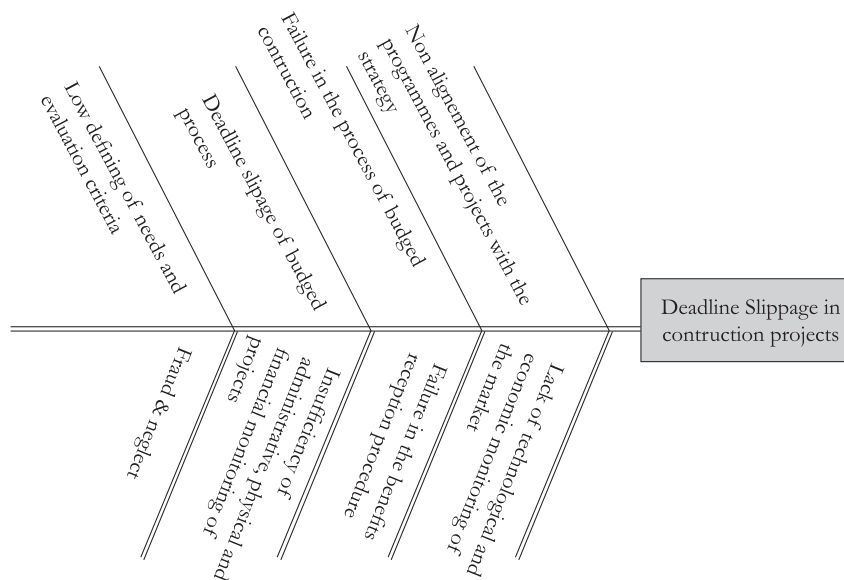 Low defining of needs and
evaluation criteria
Deadline slipage of budged
process
Failure in the process of budged
contruction
Non alignement of the
programmes and projects with the
strategy
Deadline Slippage in
contruction projects
Fraud & neglect
Insufficiency of
administrative, physical and
financial monitoring of
projects
Failure in the benefits
reception procedure
Lack of technological and
economic monitoring of
the market